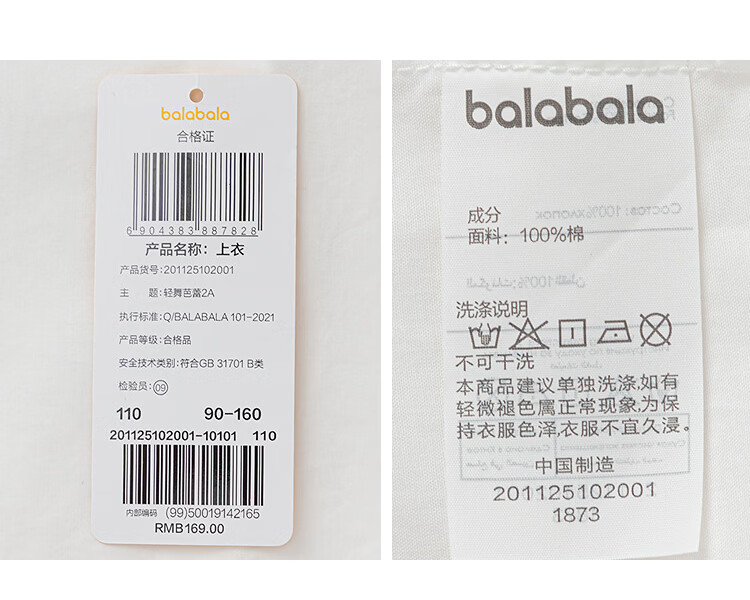 balabala
合格证
6 904383 887828
产品名称：上衣
产品货号:201125102001
主 题:轻舞芭蕾2A
执行标准:Q/BALABALA 101-2021
产品等级:合格品
安全技术类别:符合GB 31701 B类
检验员:09
110 90-160
201125102001-10101 110
内部编码 (99)50019142165
RMB169.00
balabala
成分
面料：100%棉
Состов: 100%хлопок
洗涤说明
不可干洗
本商品建议单独洗涤,如有
轻微褪色属正常现象,为保
持衣服色泽,衣服不宜久浸。
中国制造
201125102001
1873